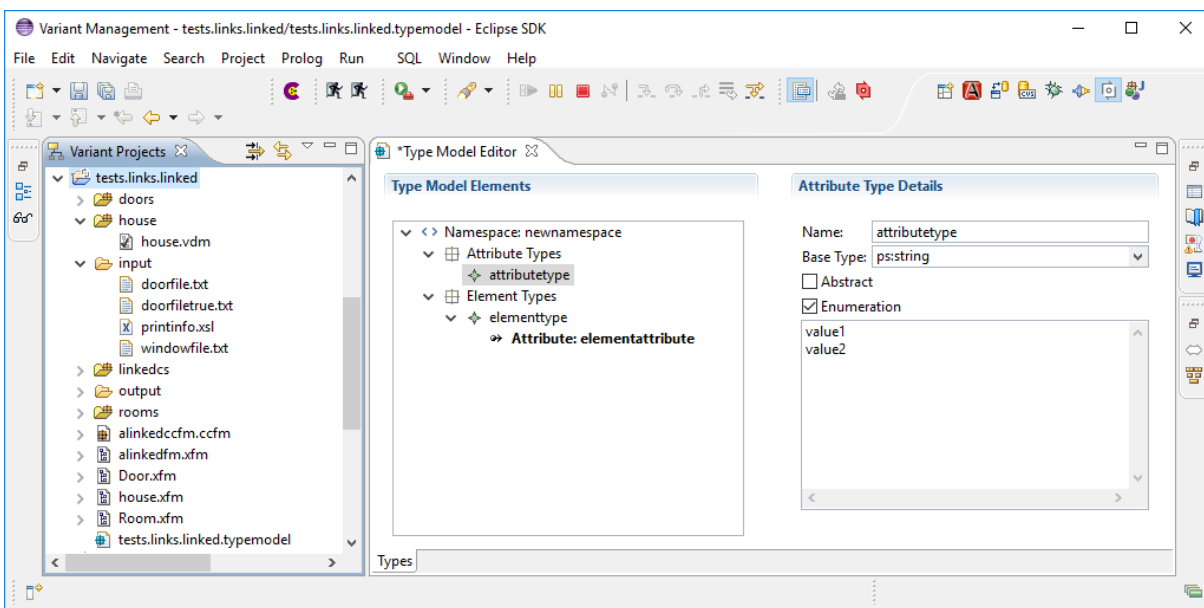 Variant Management - tests.links.linked/tests.links.linked.typemodel - Eclipse SDK
File Edit Navigate Search Project Prolog Run SQL Window Help
Variant Projects
tests.links.linked
doors
house
house.vdm
input
doorfile.txt
doorfiletrue.txt
printinfo.xsl
windowfile.txt
linkedcs
output
rooms
alinkedccfm.ccfm
alinkedfm.xfm
Door.xfm
house.xfm
Room.xfm
tests.links.linked.typemodel
*Type Model Editor
Type Model Elements
Namespace: newnamespace
Attribute Types
attributetype
Element Types
elementtype
Attribute: elementattribute
Types
Attribute Type Details
Name: attributetype
Base Type: ps:string
Abstract
Enumeration
value1
value2